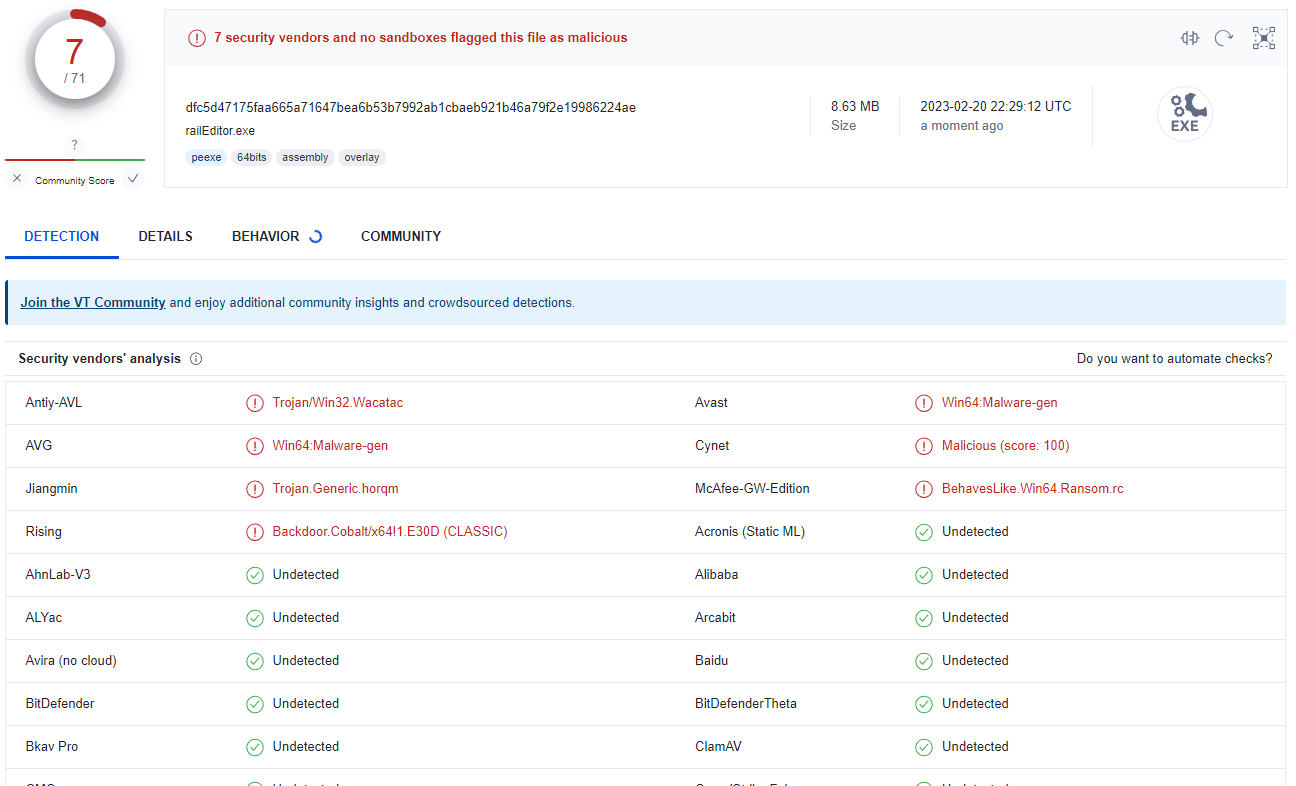 7
/ 71
?
Community Score
7 security vendors and no sandboxes flagged this file as malicious
dfc5d47175faa665a71647bea6b53b7992ab1cbaeb921b46a79f2e19986224ae
railEditor.exe
peexe 64bits assembly overlay
8.63 MB
Size
2023-02-20 22:29:12 UTC
a moment ago
EXE
DETECTION DETAILS BEHAVIOR COMMUNITY
Join the VT Community and enjoy additional community insights and crowdsourced detections.
Security vendors' analysis Do you want to automate checks?
Antiy-AVL Trojan/Win32.Wacatac Avast Win64:Malware-gen
AVG Win64:Malware-gen Cynet Malicious (score: 100)
Jiangmin Trojan.Generic.horqm McAfee-GW-Edition BehavesLike.Win64.Ransom.rc
Rising Backdoor.Cobalt/x64!1.E30D (CLASSIC) Acronis (Static ML) Undetected
AhnLab-V3 Undetected Alibaba Undetected
ALYac Undetected Arcabit Undetected
Avira (no cloud) Undetected Baidu Undetected
BitDefender Undetected BitDefenderTheta Undetected
Bkav Pro Undetected ClamAV Undetected